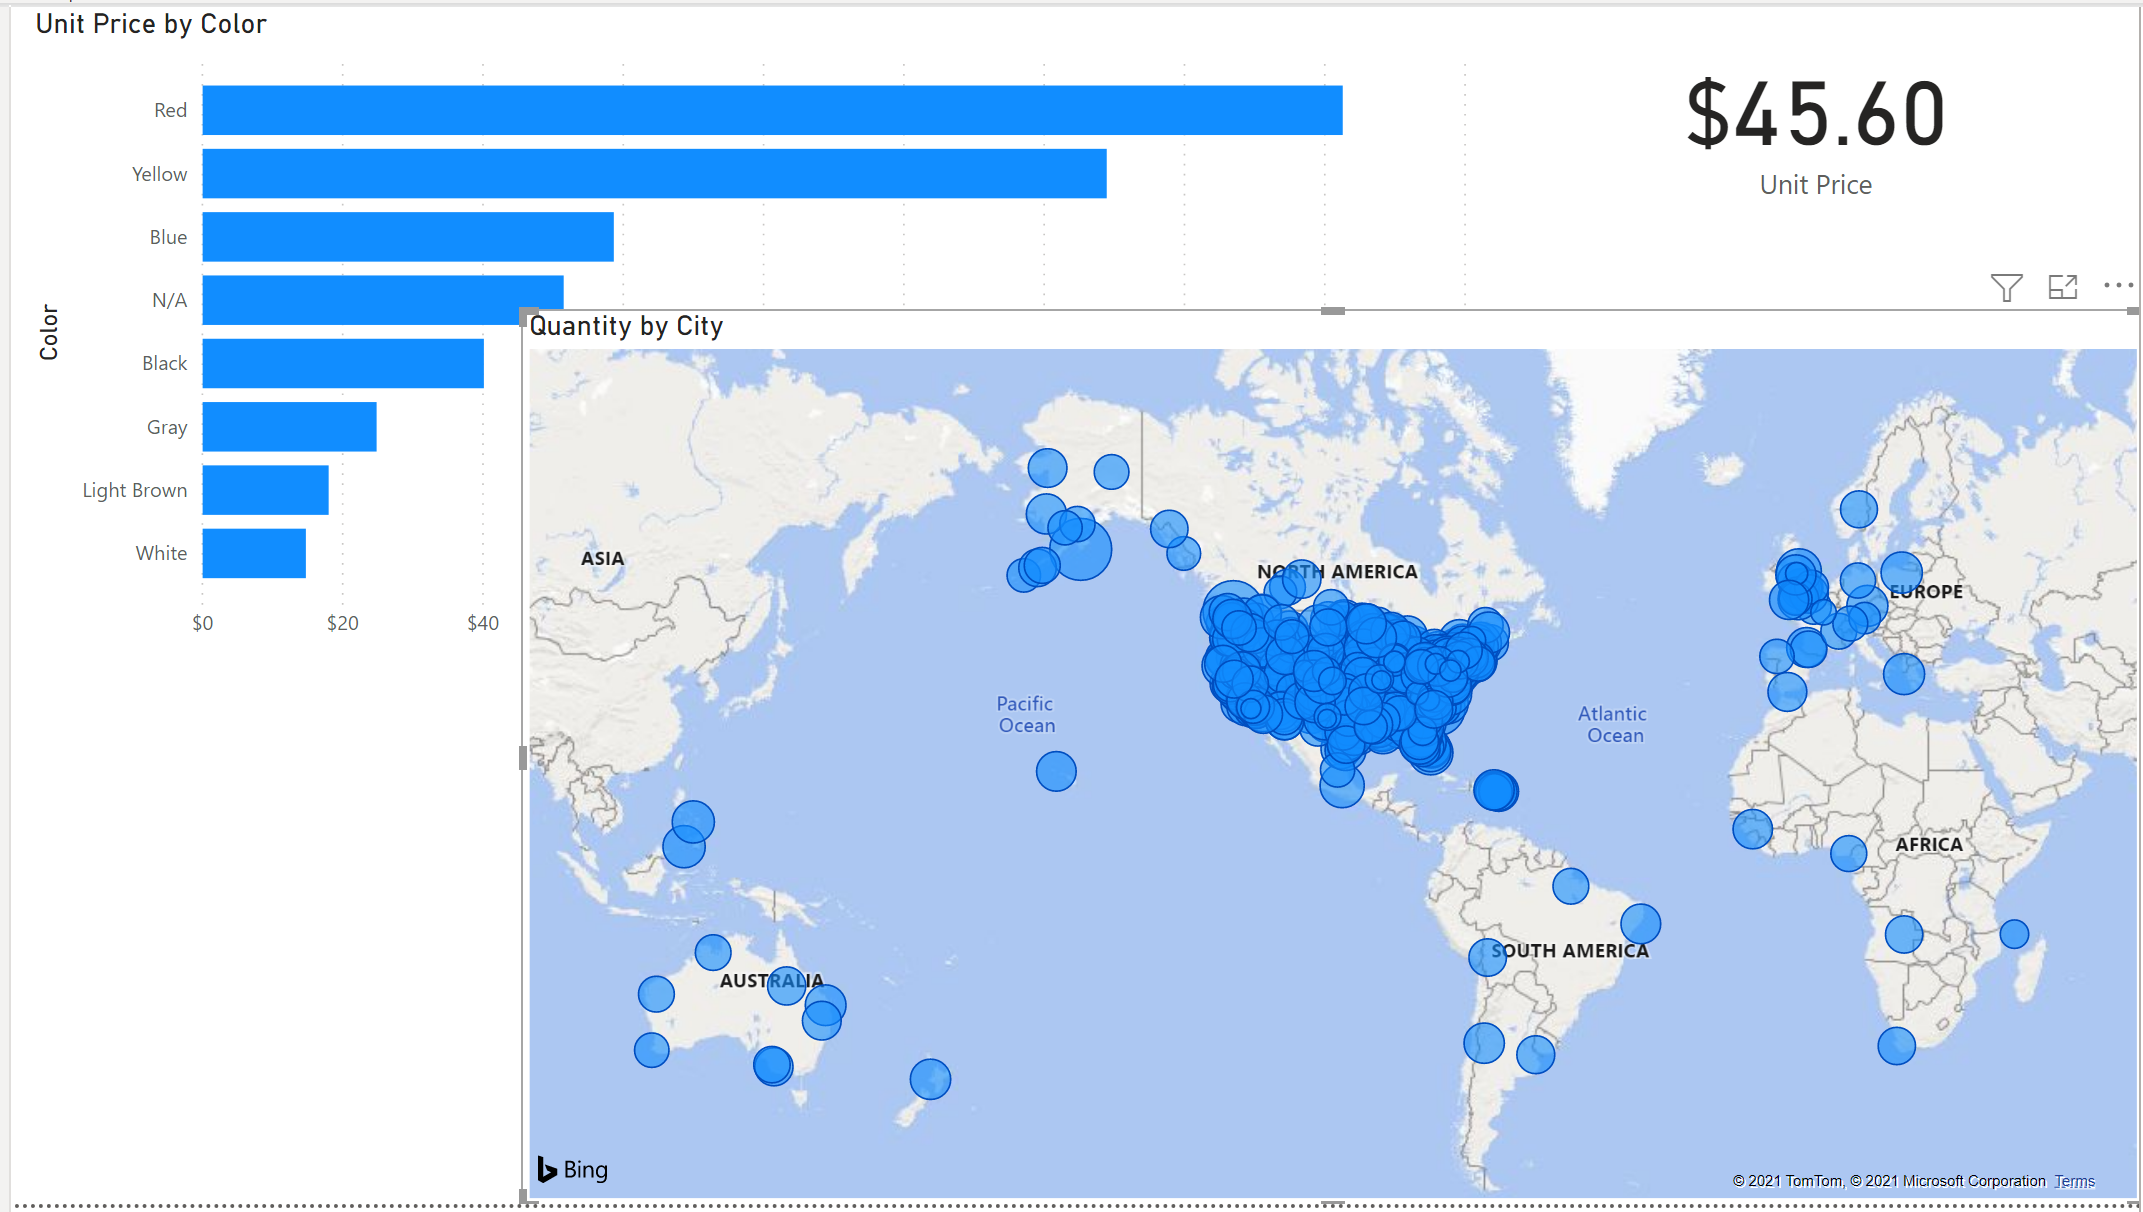 Unit Price by Color
$45.60
Unit Price
Color
Red
Yellow
Blue
N/A
Black
Gray
Light Brown
White
$0
$20
$40
Quantity by City
ASIA
NORTH AMERICA
EUROPE
Pacific
Ocean
Atlantic
Ocean
AFRICA
SOUTH AMERICA
AUSTRALIA
Bing
© 2021 TomTom, © 2021 Microsoft Corporation Terms